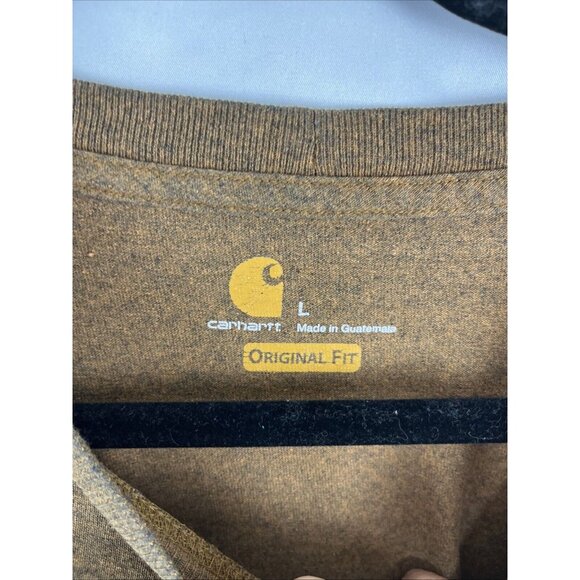 L
carhartt Made in Guatemala
ORIGINAL FIT